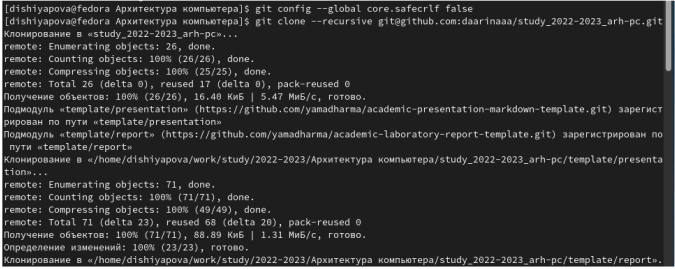 [dishiyapova@fedora Архитектура компьютера]$ git config --global core.safecrlf false
[dishiyapova@fedora Архитектура компьютера]$ git clone --recursive git@github.com:daarinaaa/study_2022-2023_arh-pc.git
Клонирование в «study_2022-2023_arh-pc»...
remote: Enumerating objects: 26, done.
remote: Counting objects: 100% (26/26), done.
remote: Compressing objects: 100% (25/25), done.
remote: Total 26 (delta 0), reused 17 (delta 0), pack-reused 0
Получение объектов: 100% (26/26), 16.40 КиБ | 5.47 МиБ/с, готово.
Подмодуль «template/presentation» (https://github.com/yamadharma/academic-presentation-markdown-template.git) зарегист
рирован по пути «template/presentation»
Подмодуль «template/report» (https://github.com/yamadharma/academic-laboratory-report-template.git) зарегистрирован по
 пути «template/report»
Клонирование в «/home/dishiyapova/work/study/2022-2023/Архитектура компьютера/study_2022-2023_arh-pc/template/presenta
tion»...
remote: Enumerating objects: 71, done.
remote: Counting objects: 100% (71/71), done.
remote: Compressing objects: 100% (49/49), done.
remote: Total 71 (delta 23), reused 68 (delta 20), pack-reused 0
Получение объектов: 100% (71/71), 88.89 КиБ | 1.31 МиБ/с, готово.
Определение изменений: 100% (23/23), готово.
Клонирование в «/home/dishiyapova/work/study/2022-2023/Архитектура компьютера/study_2022-2023_arh-pc/template/report».